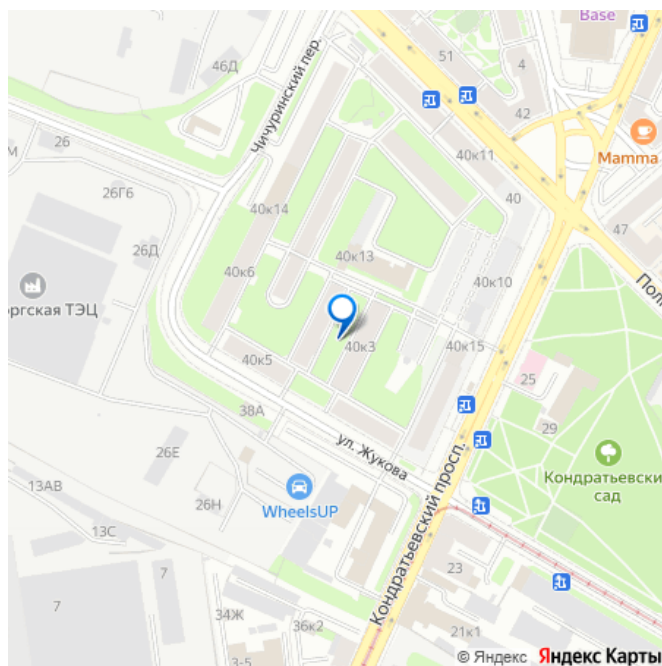 Base
51
4
46Д
Чичуринский пер.
42
Mamma
40к11
26
М
26Г6
40
47
40к14
26Д
40к13
40к6
40к10
Пол
оргская ТЭЦ
40к3
40к15
40к5
25
38А
29
ул. Жукова
26Е
Кондратьевски
сад
13АВ
26Н
WheelsUP
13С
Кондратьевский просп.
7
23
7
34Ж
36к2
21к1
3-5
© Яндекс Яндекс Карты